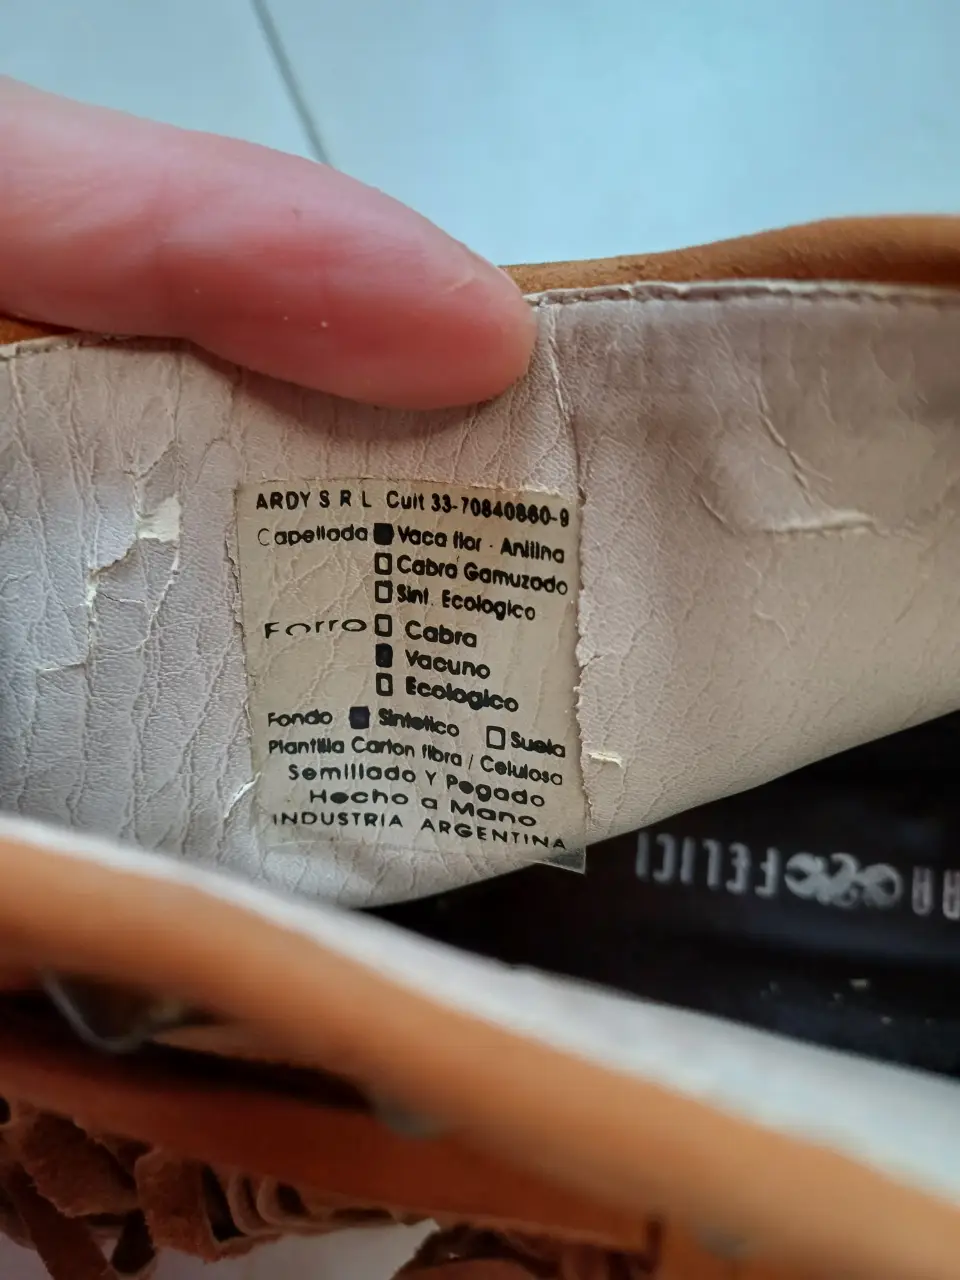 ARDY S R L Cuit 33-70840860-9
Capellada ■ Vaca flor - Anilina
□ Cabra Gamuzado
□ Sint. Ecologico
Forro □ Cabra
■ Vacuno
□ Ecologico
Fondo ■ Sintetico □ Suela
Plantilla Carton fibra / Celulosa
Semillado Y Pegado
Hecho a Mano
INDUSTRIA ARGENTINA